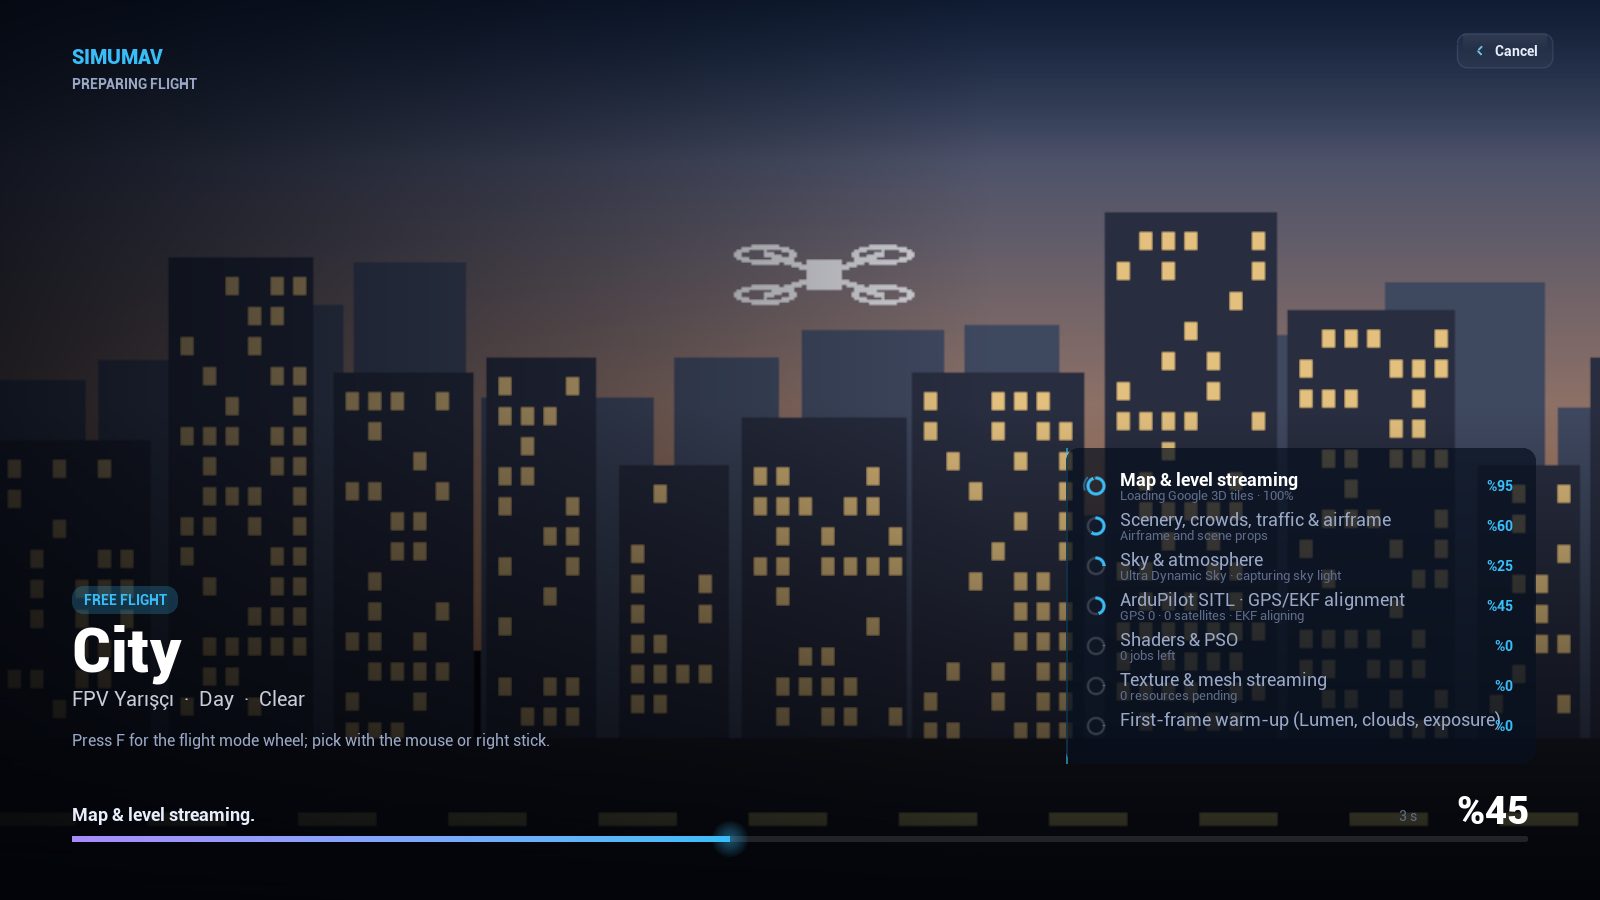 SIMUMAV
PREPARING FLIGHT
Cancel
Map & level streaming
Loading Google 3D tiles · 100%
%95
Scenery, crowds, traffic & airframe
Airframe and scene props
%60
Sky & atmosphere
Ultra Dynamic Sky · capturing sky light
%25
ArduPilot SITL · GPS/EKF alignment
GPS 0 · 0 satellites · EKF aligning
%45
Shaders & PSO
0 jobs left
%0
Texture & mesh streaming
0 resources pending
%0
First-frame warm-up (Lumen, clouds, exposure)
%0
FREE FLIGHT
City
FPV Yarışçı · Day · Clear
Press F for the flight mode wheel; pick with the mouse or right stick.
Map & level streaming.
3 s
%45